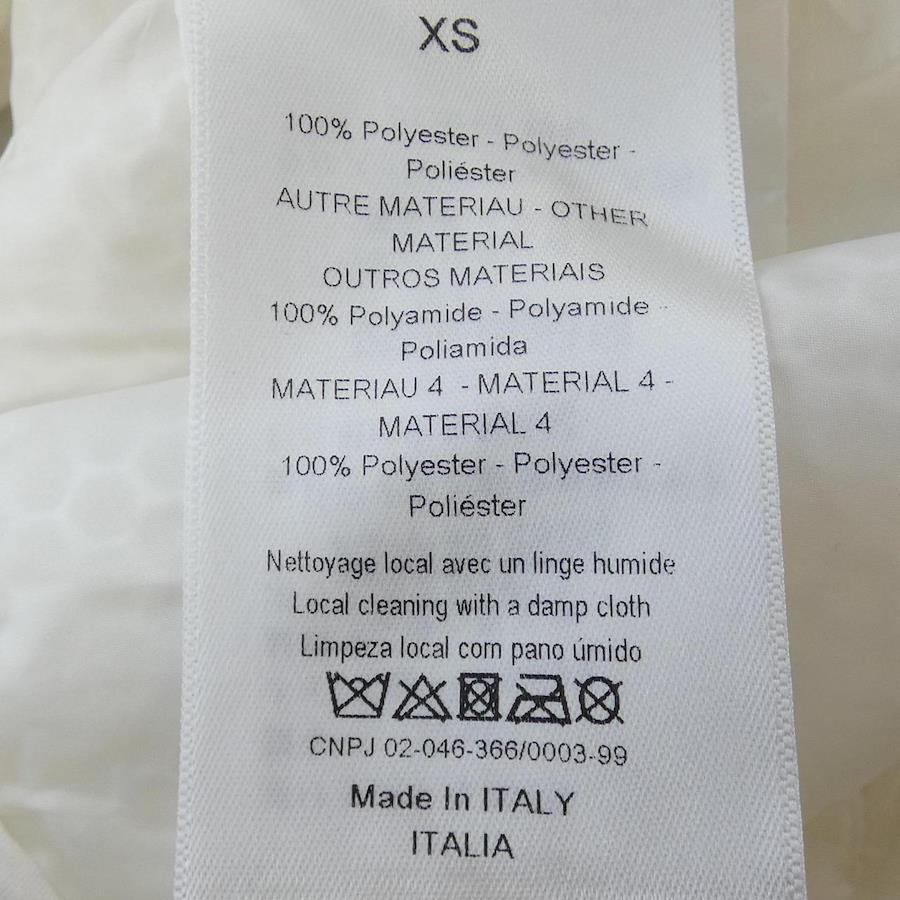 XS
100% Polyester - Polyester -
Poliéster
AUTRE MATERIAU - OTHER
MATERIAL
OUTROS MATERIAIS
100% Polyamide - Polyamide -
Poliamida
MATERIAU 4 - MATERIAL 4 -
MATERIAL 4
100% Polyester - Polyester -
Poliéster
Nettoyage local avec un linge humide
Local cleaning with a damp cloth
Limpeza local com pano úmido
CNPJ 02-046-366/0003-99
Made In ITALY
ITALIA